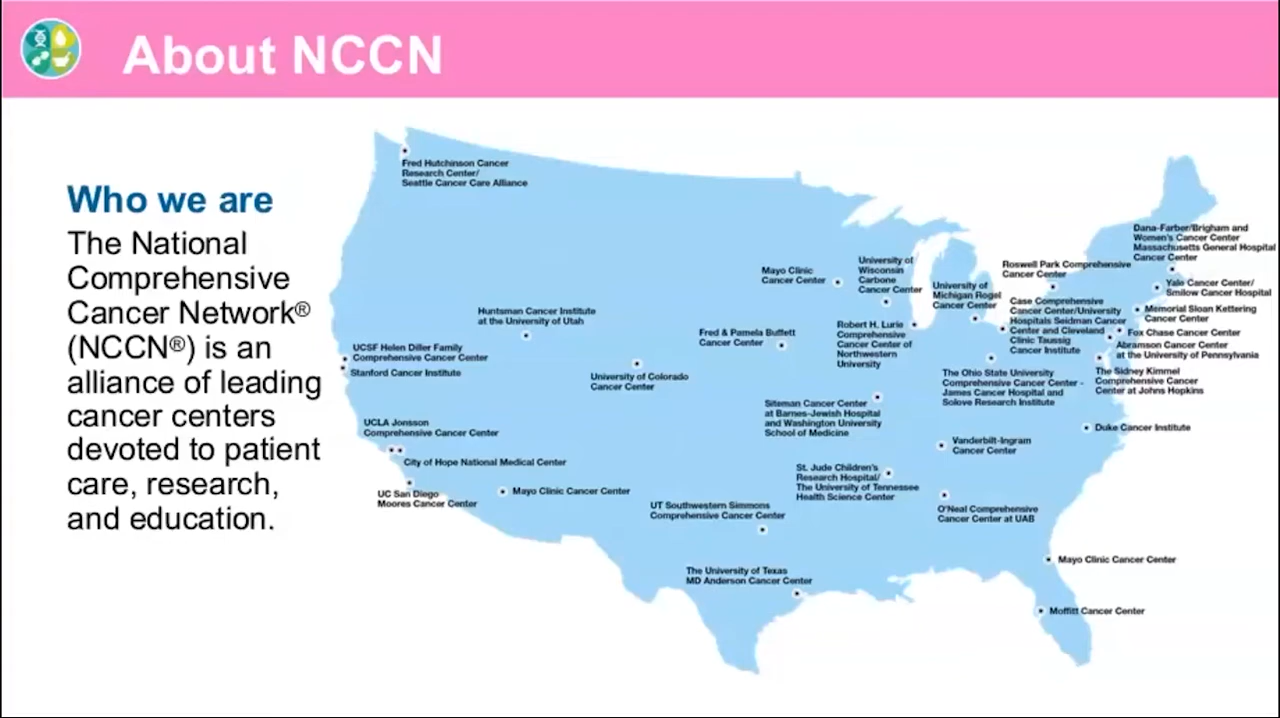 About NCCN
Who we are
The National
Comprehensive
Cancer Network®
(NCCN®) is an
alliance of leading
cancer centers
devoted to patient
care, research,
and education.
Fred Hutchinson Cancer
Research Center/
Seattle Cancer Care Alliance
Huntsman Cancer Institute
at the University of Utah
UCSF Helen Diller Family
Comprehensive Cancer Center
Stanford Cancer Institute
University of Colorado
Cancer Center
UCLA Jonsson
Comprehensive Cancer Center
City of Hope National Medical Center
UC San Diego
Moores Cancer Center
Mayo Clinic Cancer Center
Mayo Clinic
Cancer Center
Fred & Pamela Buffett
Cancer Center
University of
Wisconsin
Carbone
Cancer Center
Robert H. Lurie
Comprehensive
Cancer Center of
Northwestern
University
Siteman Cancer Center
at Barnes-Jewish Hospital
and Washington University
School of Medicine
St. Jude Children's
Research Hospital/
The University of Tennessee
Health Science Center
UT Southwestern Simmons
Comprehensive Cancer Center
The University of Texas
MD Anderson Cancer Center
University of
Michigan Rogel
Cancer Center
Roswell Park Comprehensive
Cancer Center
Case Comprehensive
Cancer Center/University
Hospitals Seidman Cancer
Center and Cleveland
Clinic Taussig
Cancer Institute
The Ohio State University
Comprehensive Cancer Center -
James Cancer Hospital and
Solove Research Institute
Vanderbilt-Ingram
Cancer Center
O'Neal Comprehensive
Cancer Center at UAB
Dana-Farber/Brigham and
Women's Cancer Center
Massachusetts General Hospital
Cancer Center
Yale Cancer Center/
Smilow Cancer Hospital
Memorial Sloan Kettering
Cancer Center
Fox Chase Cancer Center
Abramson Cancer Center
at the University of Pennsylvania
The Sidney Kimmel
Comprehensive Cancer
Center at Johns Hopkins
Duke Cancer Institute
Mayo Clinic Cancer Center
Moffitt Cancer Center